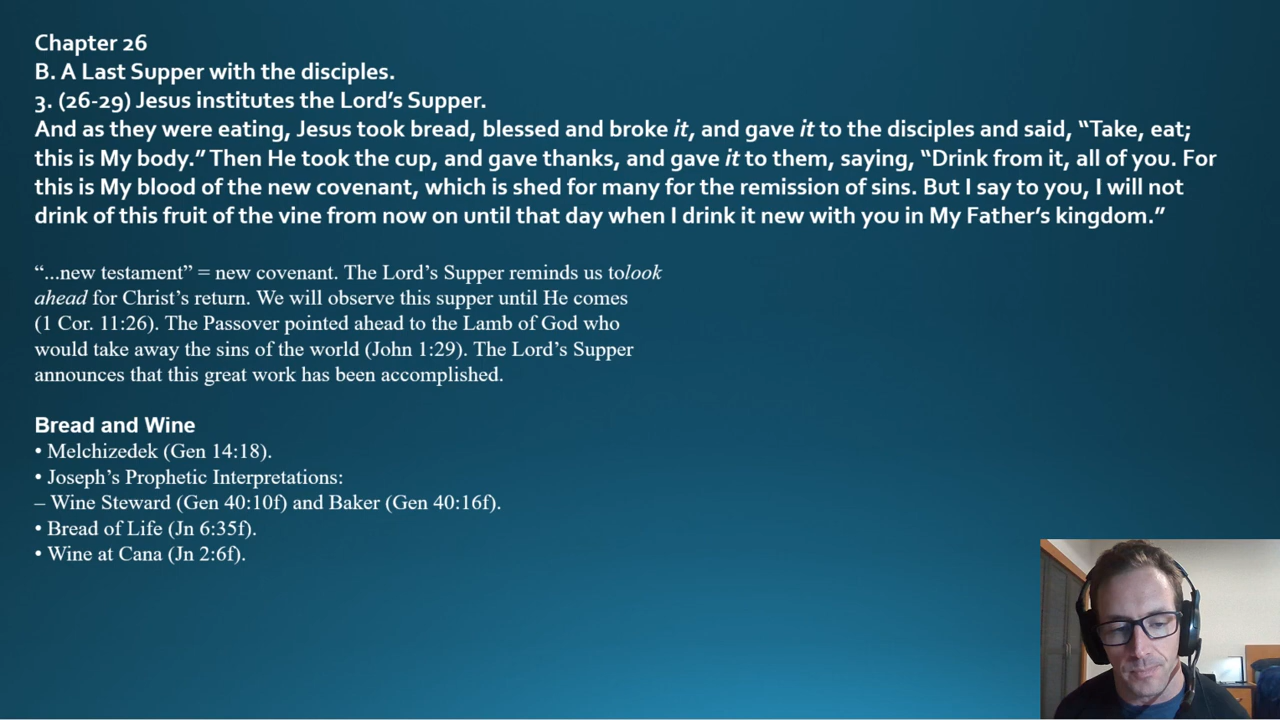 Chapter 26
B. A Last Supper with the disciples.
3. (26-29) Jesus institutes the Lord’s Supper.
And as they were eating, Jesus took bread, blessed and broke it, and gave it to the disciples and said, “Take, eat;
this is My body.” Then He took the cup, and gave thanks, and gave it to them, saying, “Drink from it, all of you. For
this is My blood of the new covenant, which is shed for many for the remission of sins. But I say to you, I will not
drink of this fruit of the vine from now on until that day when I drink it new with you in My Father’s kingdom.”
“...new testament” = new covenant. The Lord’s Supper reminds us tolook
ahead for Christ’s return. We will observe this supper until He comes
(1 Cor. 11:26). The Passover pointed ahead to the Lamb of God who
would take away the sins of the world (John 1:29). The Lord’s Supper
announces that this great work has been accomplished.
Bread and Wine
• Melchizedek (Gen 14:18).
• Joseph’s Prophetic Interpretations:
– Wine Steward (Gen 40:10f) and Baker (Gen 40:16f).
• Bread of Life (Jn 6:35f).
• Wine at Cana (Jn 2:6f).